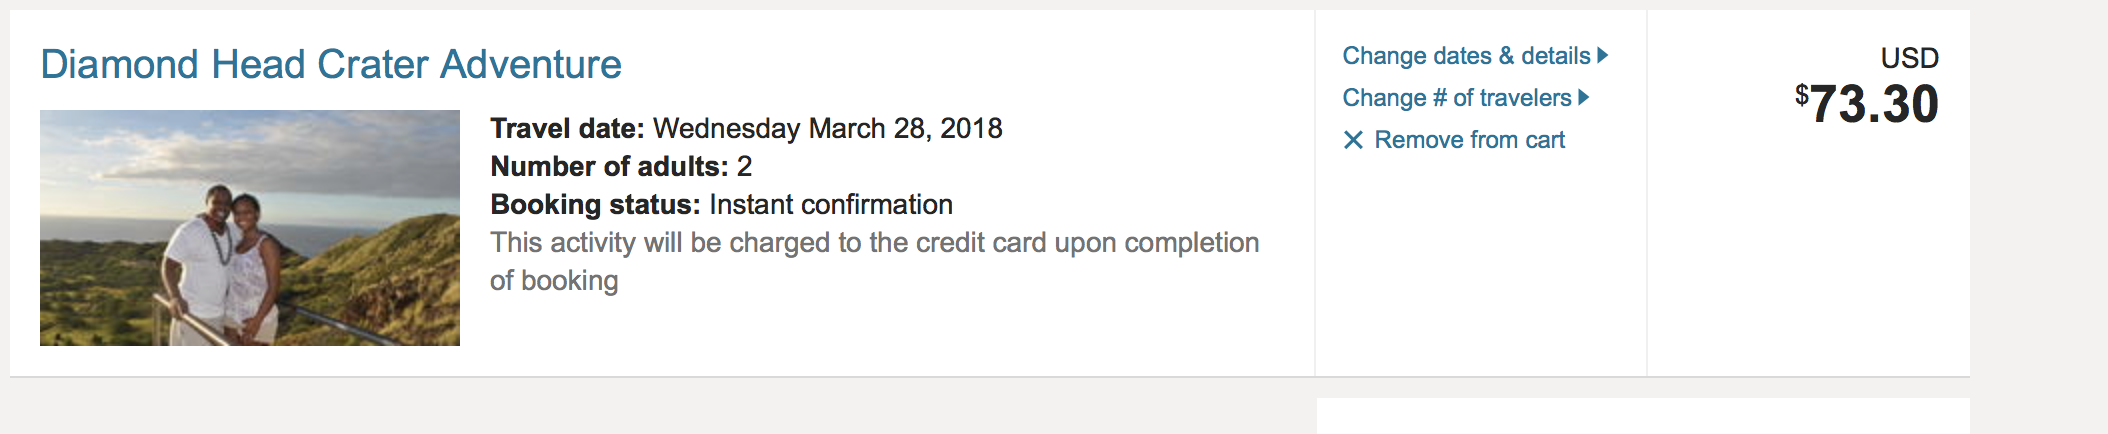 Diamond Head Crater Adventure
Travel date: Wednesday March 28, 2018
Number of adults: 2
Booking status: Instant confirmation
This activity will be charged to the credit card upon completion
of booking
Change dates & details
Change # of travelers
Remove from cart
USD
$73.30